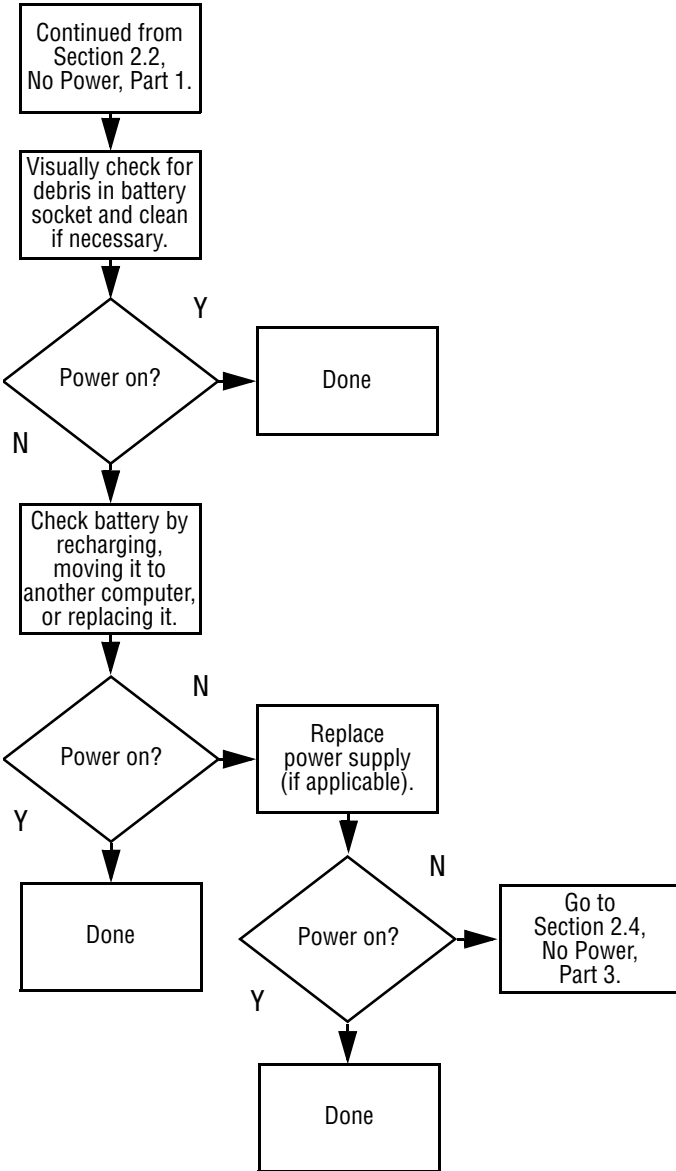 Continued from
Section 2.2,
No Power, Part 1.
Visually check for
debris in battery
socket and clean
if necessary.
Y
Power on?
Done
N
Check battery by
recharging,
moving it to
another computer,
or replacing it.
N
Power on?
Replace
power supply
(if applicable).
Y
Done
N
Power on?
Go to
Section 2.4,
No Power,
Part 3.
Y
Done